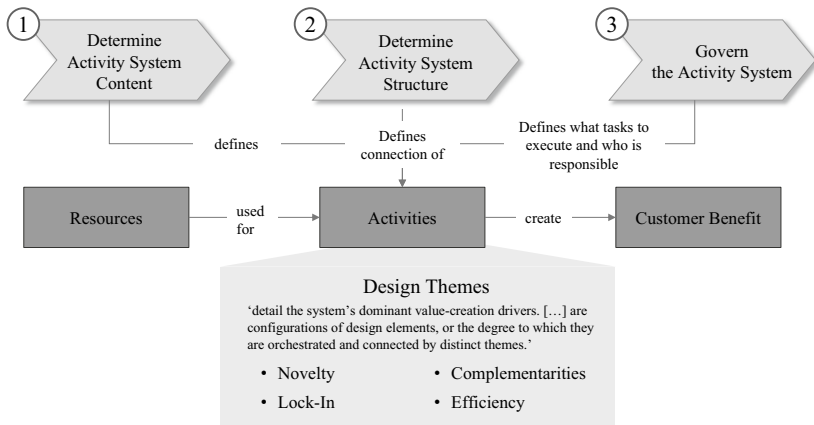 1
Determine
Activity System
Content
2
Determine
Activity System
Structure
3
Govern
the Activity System
defines
Defines
connection of
Defines what tasks to
execute and who is
responsible
Resources
used
for
Activities
create
Customer Benefit
Design Themes
‘detail the system’s dominant value-creation drivers. […] are
configurations of design elements, or the degree to which they
are orchestrated and connected by distinct themes.’
• Novelty
• Complementarities
• Lock-In
• Efficiency